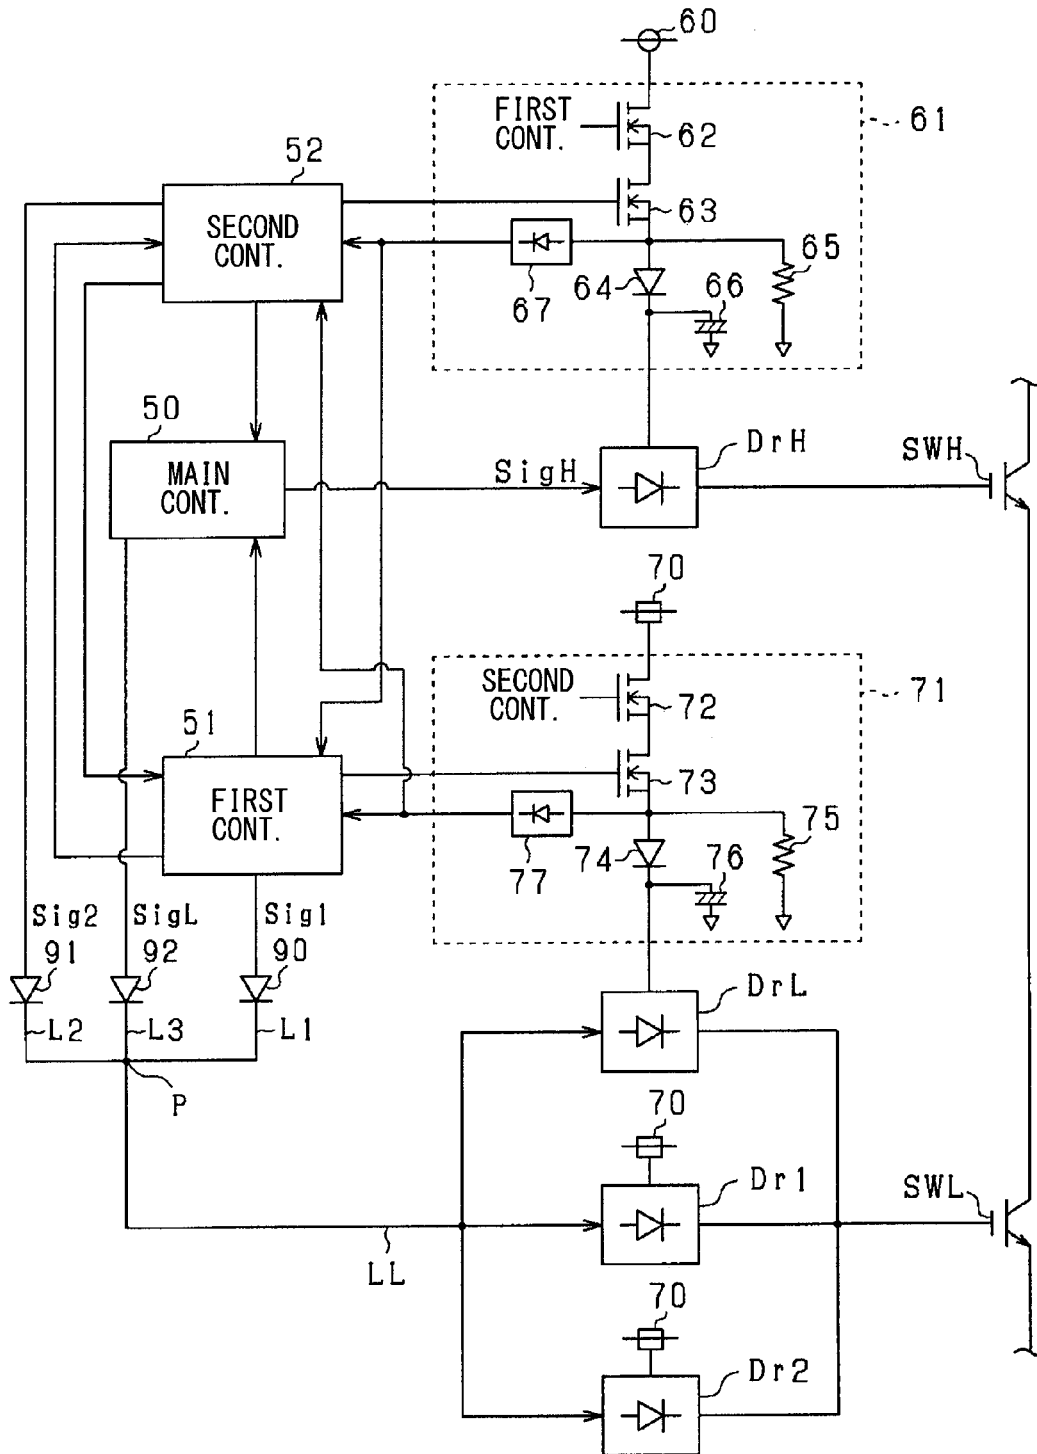 60
FIRST
CONT.
62
61
52
SECOND
CONT.
63
65
67
64
66
50
MAIN
CONT.
SigH
DrH
SWH
70
SECOND
CONT.
72
71
51
FIRST
CONT.
73
75
77
74
76
Sig2
SigL
Sig1
91
92
90
L2
L3
L1
P
DrL
70
Dr1
SWL
LL
70
Dr2